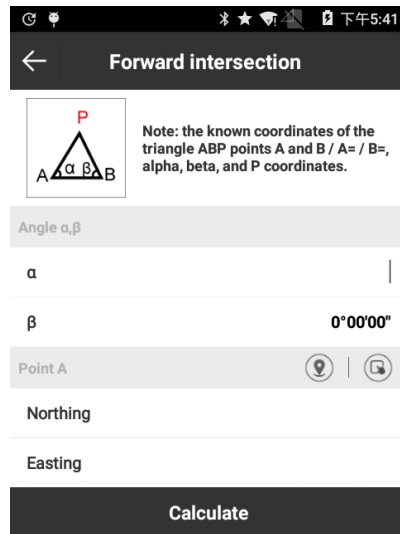 下午5:41
Forward intersection
P
A α β B
Note: the known coordinates of the
triangle ABP points A and B / A= / B=,
alpha, beta, and P coordinates.
Angle α,β
α
β 0°00'00"
Point A
Northing
Easting
Calculate